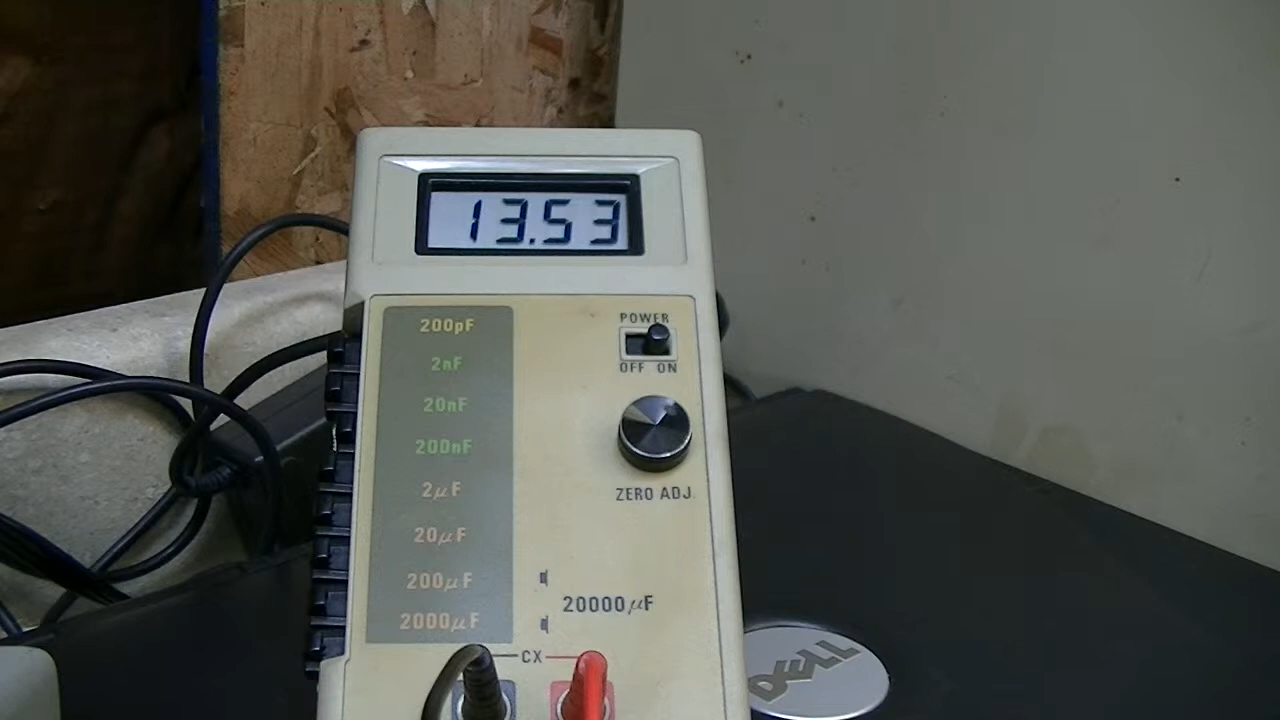 13.53
200pF
2nF
20nF
200nF
2μF
20μF
200μF
2000μF
POWER
OFF ON
ZERO ADJ.
20000μF
CX
DELL